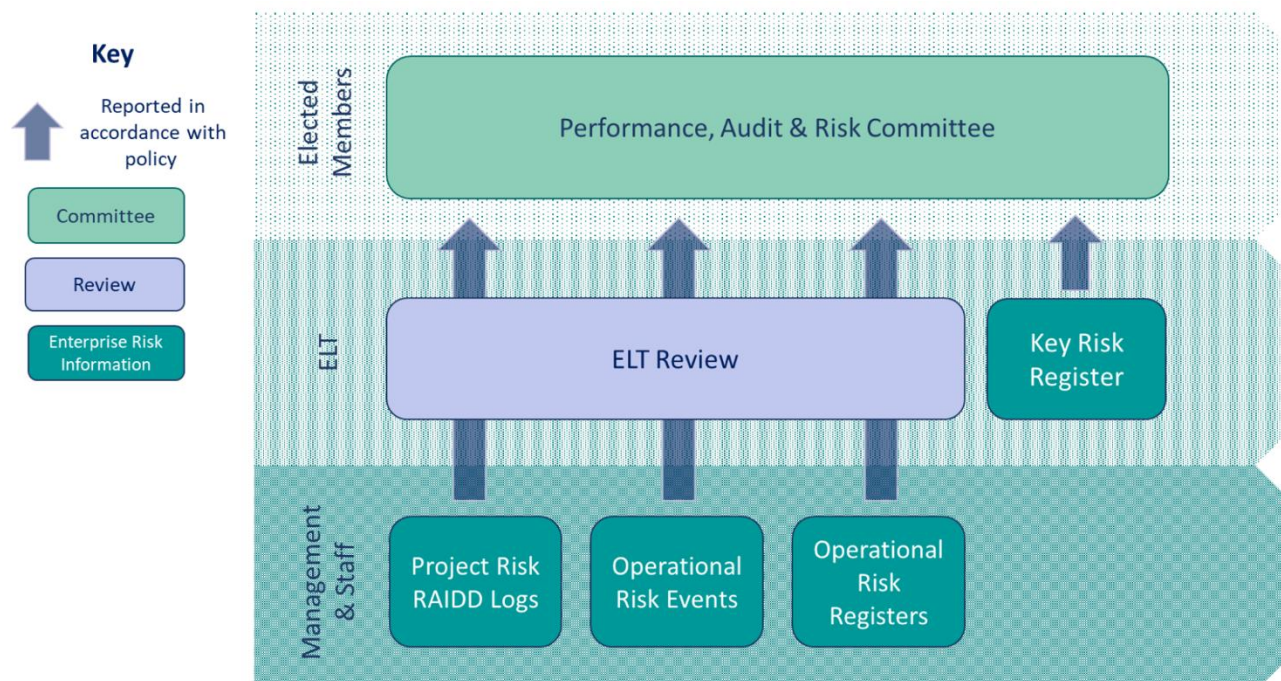 Key
Reported in
accordance with
policy
Committee
Review
Enterprise Risk
Information
Elected
Members
Performance, Audit & Risk Committee
ELT
ELT Review
Key Risk
Register
Management
& Staff
Project Risk
RAIDD Logs
Operational
Risk Events
Operational
Risk
Registers